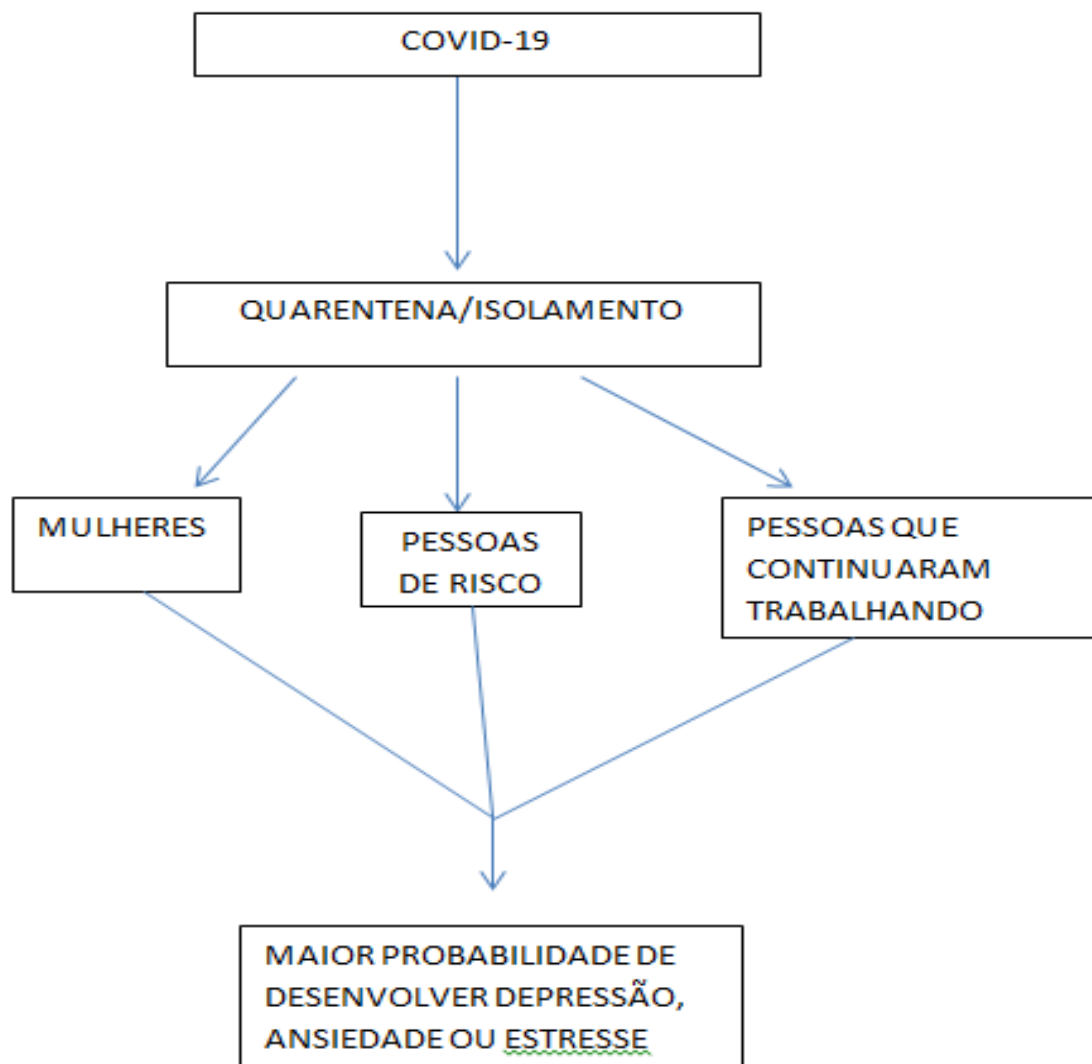 COVID-19
QUARENTENA/ISOLAMENTO
MULHERES
PESSOAS
DE RISCO
PESSOAS QUE
CONTINUARAM
TRABALHANDO
MAIOR PROBABILIDADE DE
DESENVOLVER DEPRESSÃO,
ANSIEDADE OU ESTRESSE